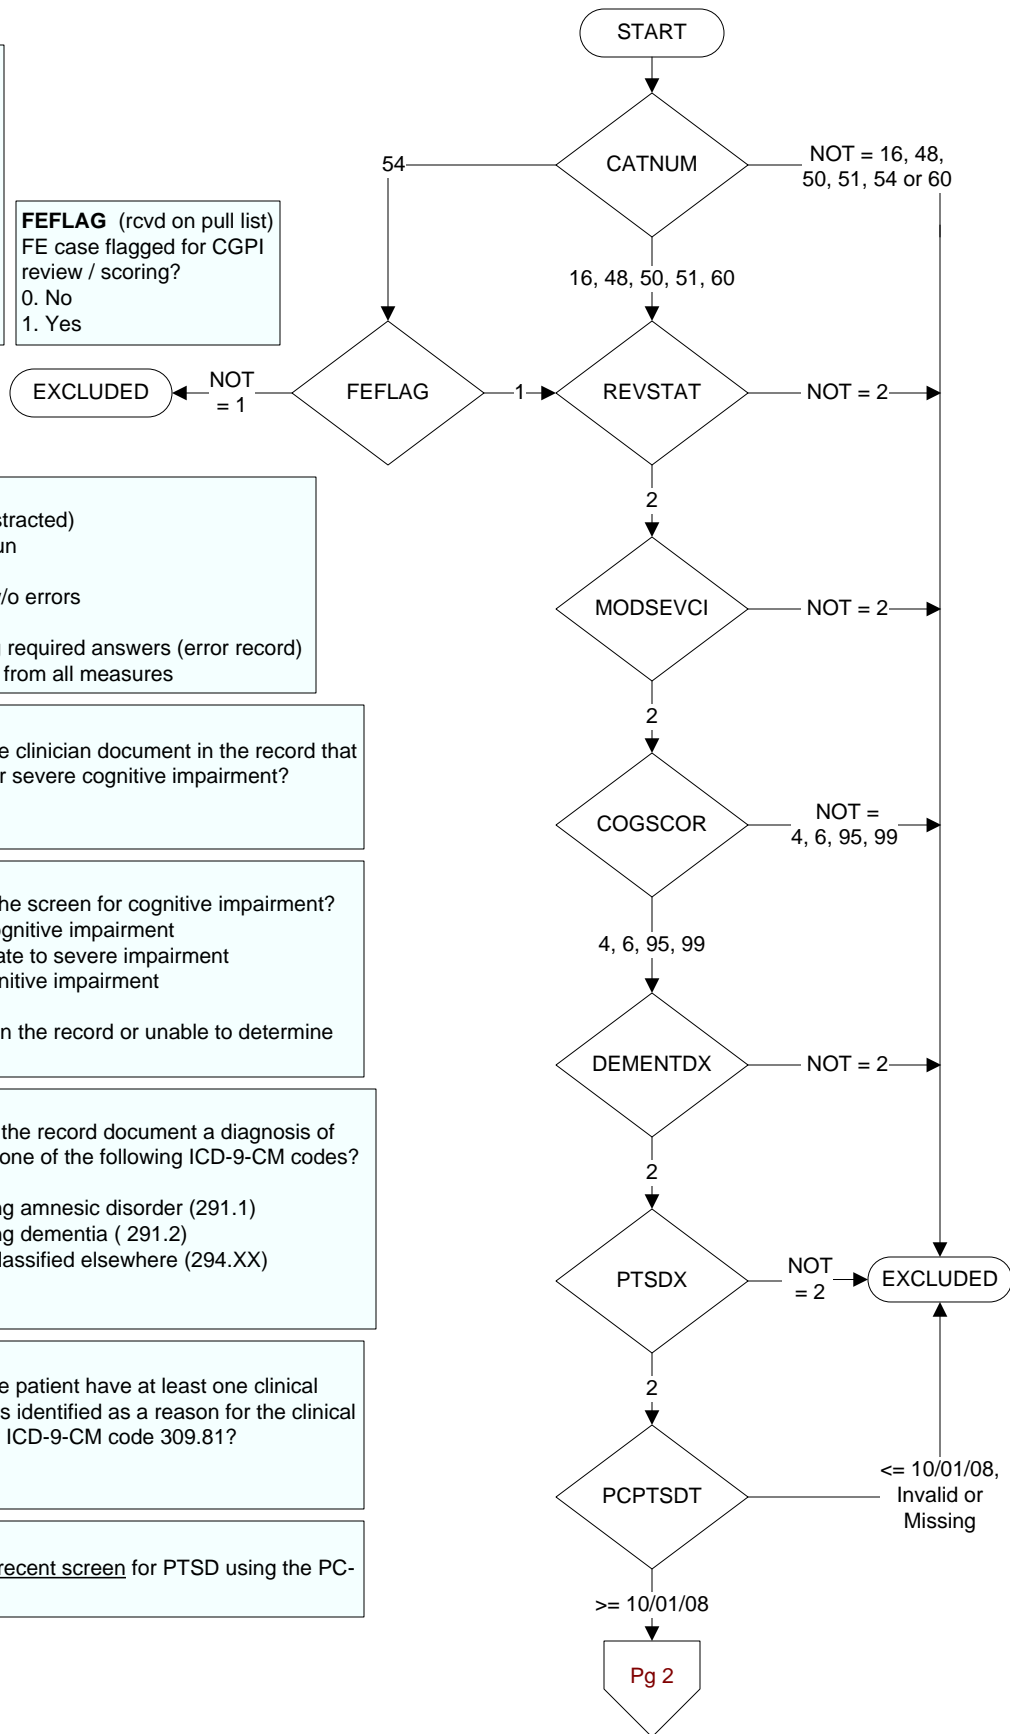 START
CATNUM
54
NOT = 16, 48,
50, 51, 54 or 60
FEFLAG (rcvd on pull list)
FE case flagged for CGPI
review / scoring?
0. No
1. Yes
16, 48, 50, 51, 60
EXCLUDED
NOT
= 1
FEFLAG
1
REVSTAT
NOT = 2
2
stracted)
un
/o errors
required answers (error record)
from all measures
MODSEVCI
NOT = 2
2
e clinician document in the record that
r severe cognitive impairment?
COGSCOR
NOT =
4, 6, 95, 99
he screen for cognitive impairment?
ognitive impairment
ate to severe impairment
nitive impairment
n the record or unable to determine
4, 6, 95, 99
DEMENTDX
NOT = 2
the record document a diagnosis of
one of the following ICD-9-CM codes?
ng amnesic disorder (291.1)
ng dementia ( 291.2)
lassified elsewhere (294.XX)
2
PTSDX
NOT
= 2
EXCLUDED
2
e patient have at least one clinical
s identified as a reason for the clinical
ICD-9-CM code 309.81?
PCPTSDT
<= 10/01/08,
Invalid or
Missing
recent screen for PTSD using the PC-
>= 10/01/08
Pg 2